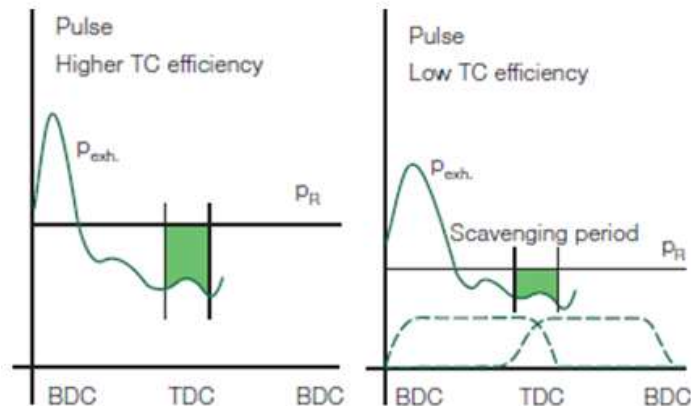 Pulse
Higher TC efficiency
pexh.
pR
BDC TDC BDC
Pulse
Low TC efficiency
pexh.
Scavenging period
pR
BDC TDC BDC